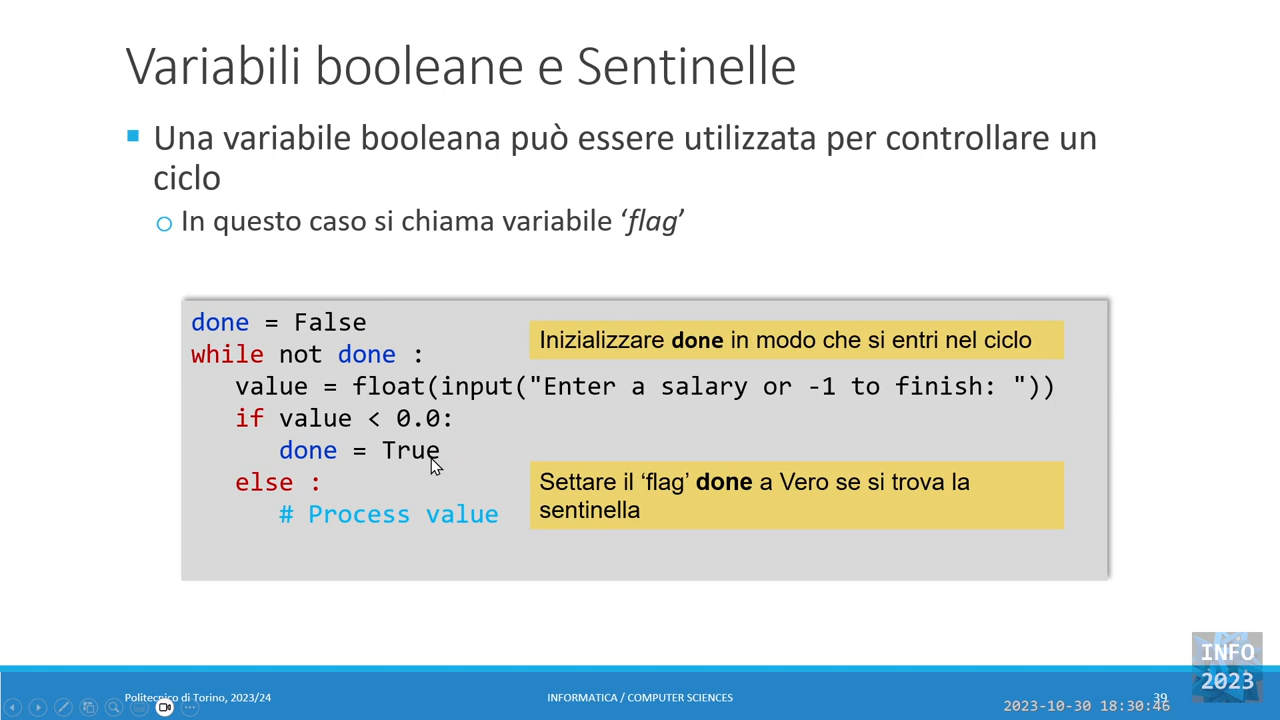 Variabili booleane e Sentinelle
Una variabile booleana può essere utilizzata per controllare un
ciclo
In questo caso si chiama variabile ‘flag’
done = False
while not done :
Inizializzare done in modo che si entri nel ciclo
value = float(input("Enter a salary or -1 to finish: "))
if value < 0.0:
done = True
else :
# Process value
Settare il ‘flag’ done a Vero se si trova la
sentinella
Politecnico di Torino, 2023/24
INFORMATICA / COMPUTER SCIENCES
39
2023-10-30 18:30:46
INFO
2023